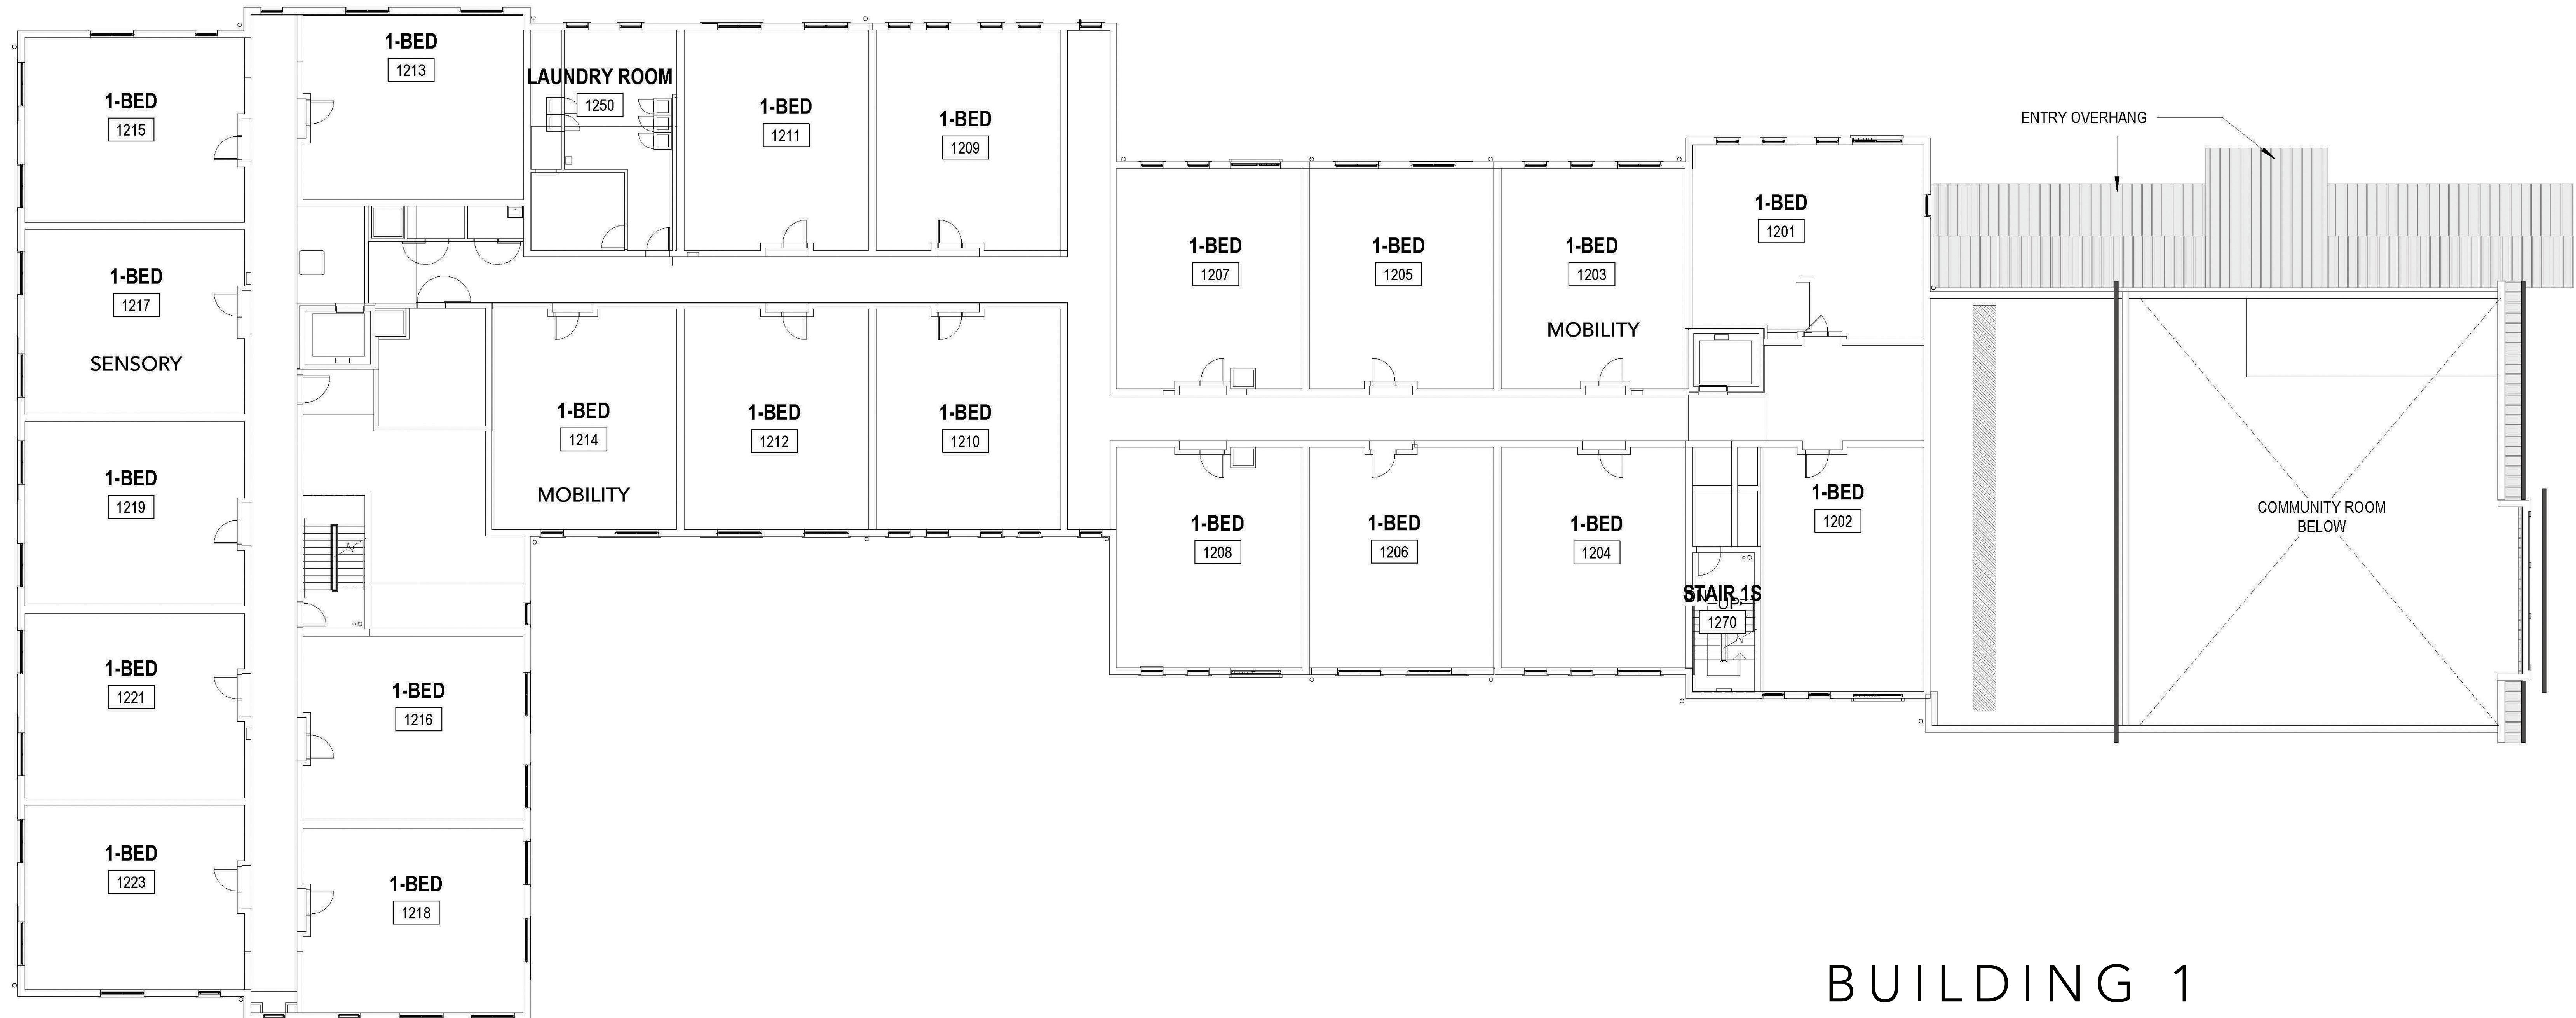 1-BED
1213
1-BED
1215
LAUNDRY ROOM
1250
1-BED
1211
1-BED
1209
ENTRY OVERHANG
1-BED
1201
1-BED
1207
1-BED
1205
1-BED
1203
MOBILITY
1-BED
1217
SENSORY
1-BED
1214
MOBILITY
1-BED
1212
1-BED
1210
1-BED
1219
1-BED
1208
1-BED
1206
1-BED
1204
1-BED
1202
COMMUNITY ROOM
BELOW
STAIR 1S
UP
1270
1-BED
1221
1-BED
1216
1-BED
1223
1-BED
1218
BUILDING 1